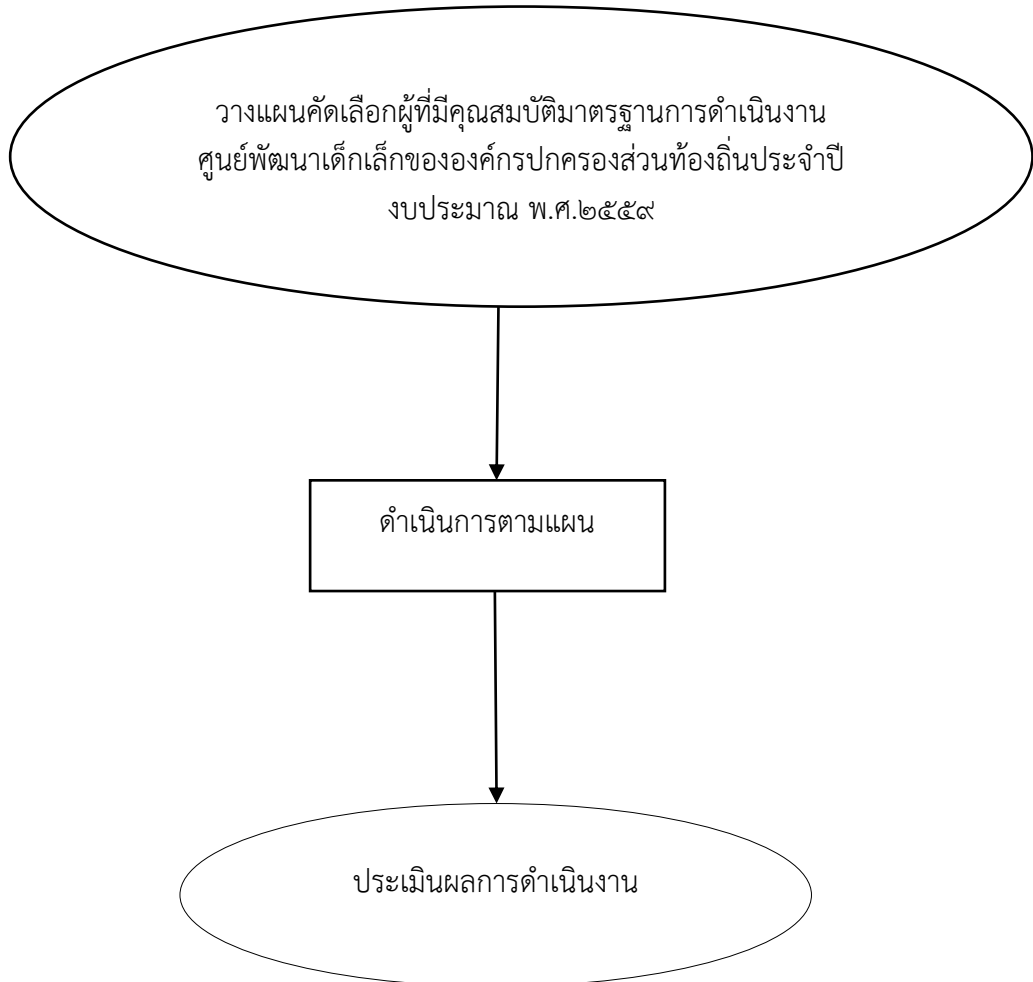 วางแผนคัดเลือกผู้ที่มีคุณสมบัติมาตรฐานการดำเนินงาน
ศูนย์พัฒนาเด็กเล็กขององค์กรปกครองส่วนท้องถิ่นประจำปี
งบประมาณ พ.ศ.๒๕๕๙
ดำเนินการตามแผน
ประเมินผลการดำเนินงาน